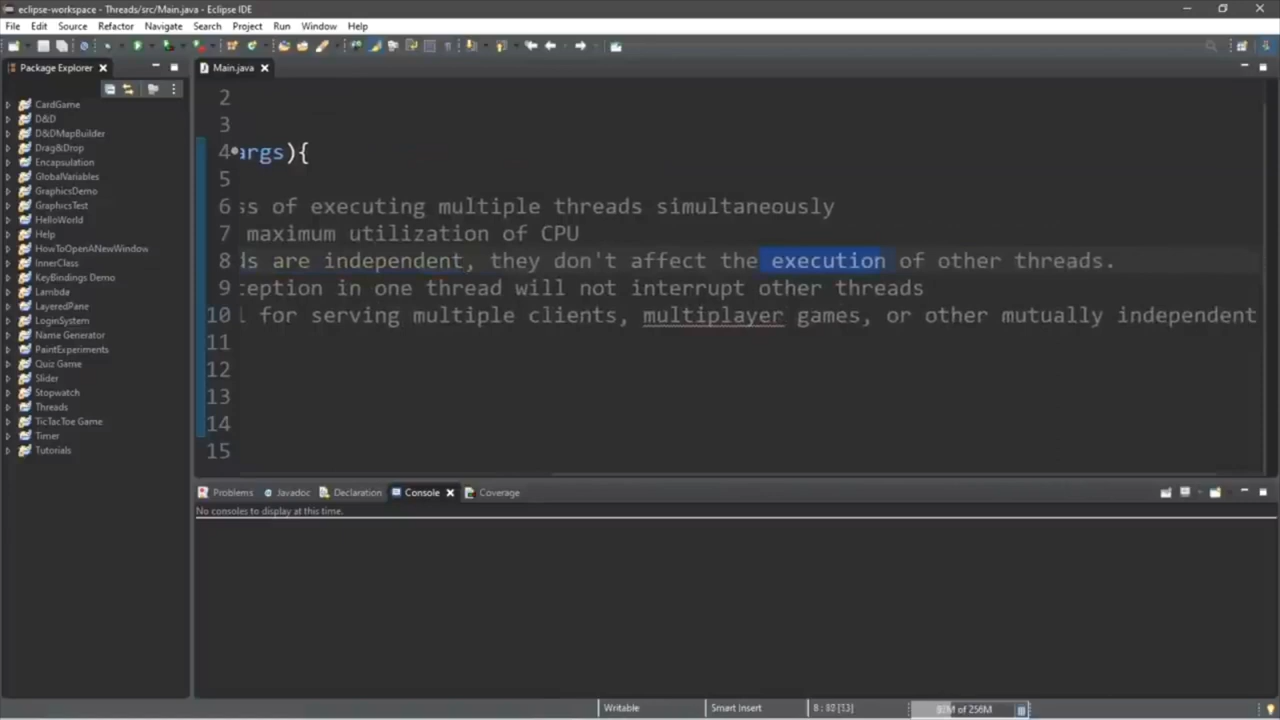 eclipse-workspace - Threads/src/Main.java - Eclipse IDE
File Edit Source Refactor Navigate Search Project Run Window Help
Package Explorer
Main.java
CardGame
D&D
D&DMapBuilder
Drag&Drop
Encapsulation
GlobalVariables
GraphicsDemo
GraphicsTest
HelloWorld
Help
HowToOpenANewWindow
InnerClass
KeyBindings Demo
Lambda
LayeredPane
LoginSystem
Name Generator
PaintExperiments
Quiz Game
Slider
Stopwatch
Threads
TicTacToe Game
Timer
Tutorials
2
3
4 args){
5
6 ss of executing multiple threads simultaneously
7 maximum utilization of CPU
8 ds are independent, they don't affect the execution of other threads.
9 ception in one thread will not interrupt other threads
10 l for serving multiple clients, multiplayer games, or other mutually independent
11
12
13
14
15
Problems Javadoc Declaration Console Coverage
No consoles to display at this time.
Writable Smart Insert 8 : 82 [13] of 256M